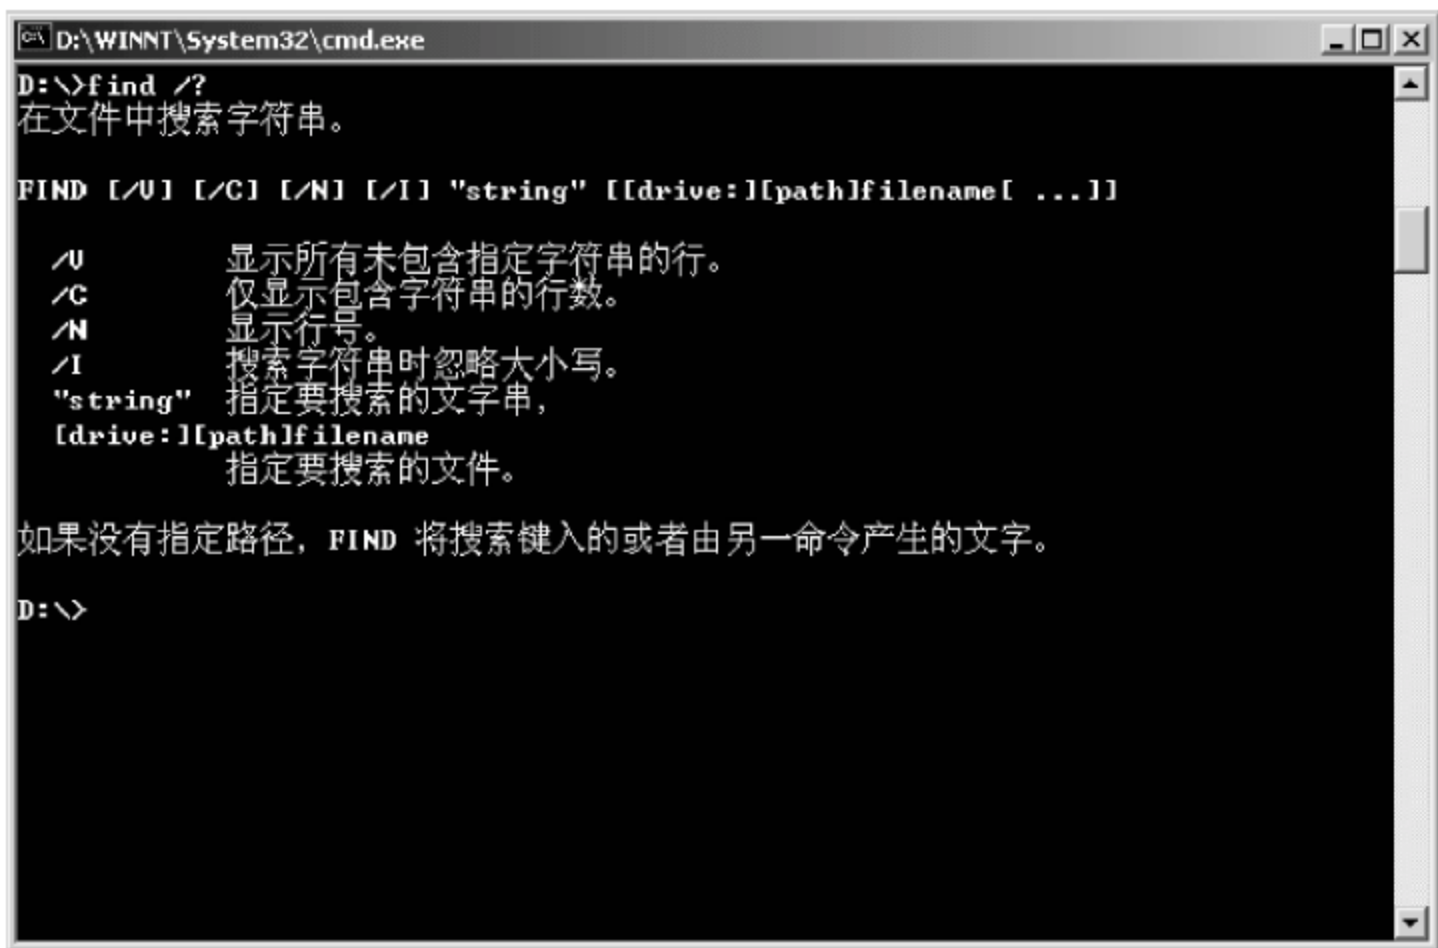 D:\WINNT\System32\cmd.exe
D:\>find /?
在文件中搜索字符串。
FIND [/V] [/C] [/N] [/I] "string" [[drive:][path]filename[ ...]]
/V 显示所有未包含指定字符串的行。
/C 仅显示包含字符串的行数。
/N 显示行号。
/I 搜索字符串时忽略大小写。
"string" 指定要搜索的文字串,
[drive:][path]filename
指定要搜索的文件。
如果没有指定路径, FIND 将搜索键入的或者由另一命令产生的文字。
D:\>